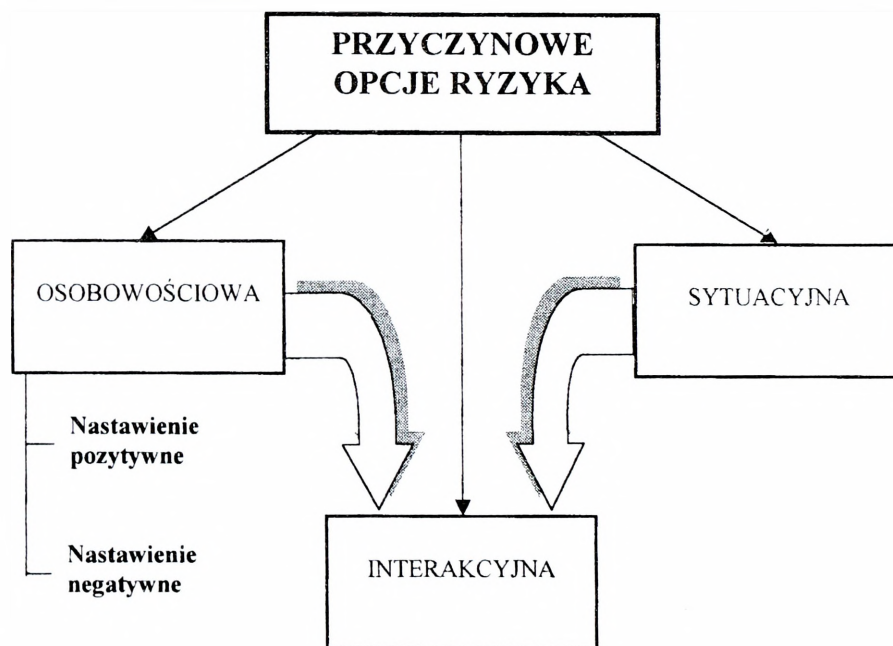 PRZYCZYNOWE
OPCJE RYZYKA
OSOBOWOŚCIOWA
SYTUACYJNA
Nastawienie
pozytywne
Nastawienie
negatywne
INTERAKCYJNA